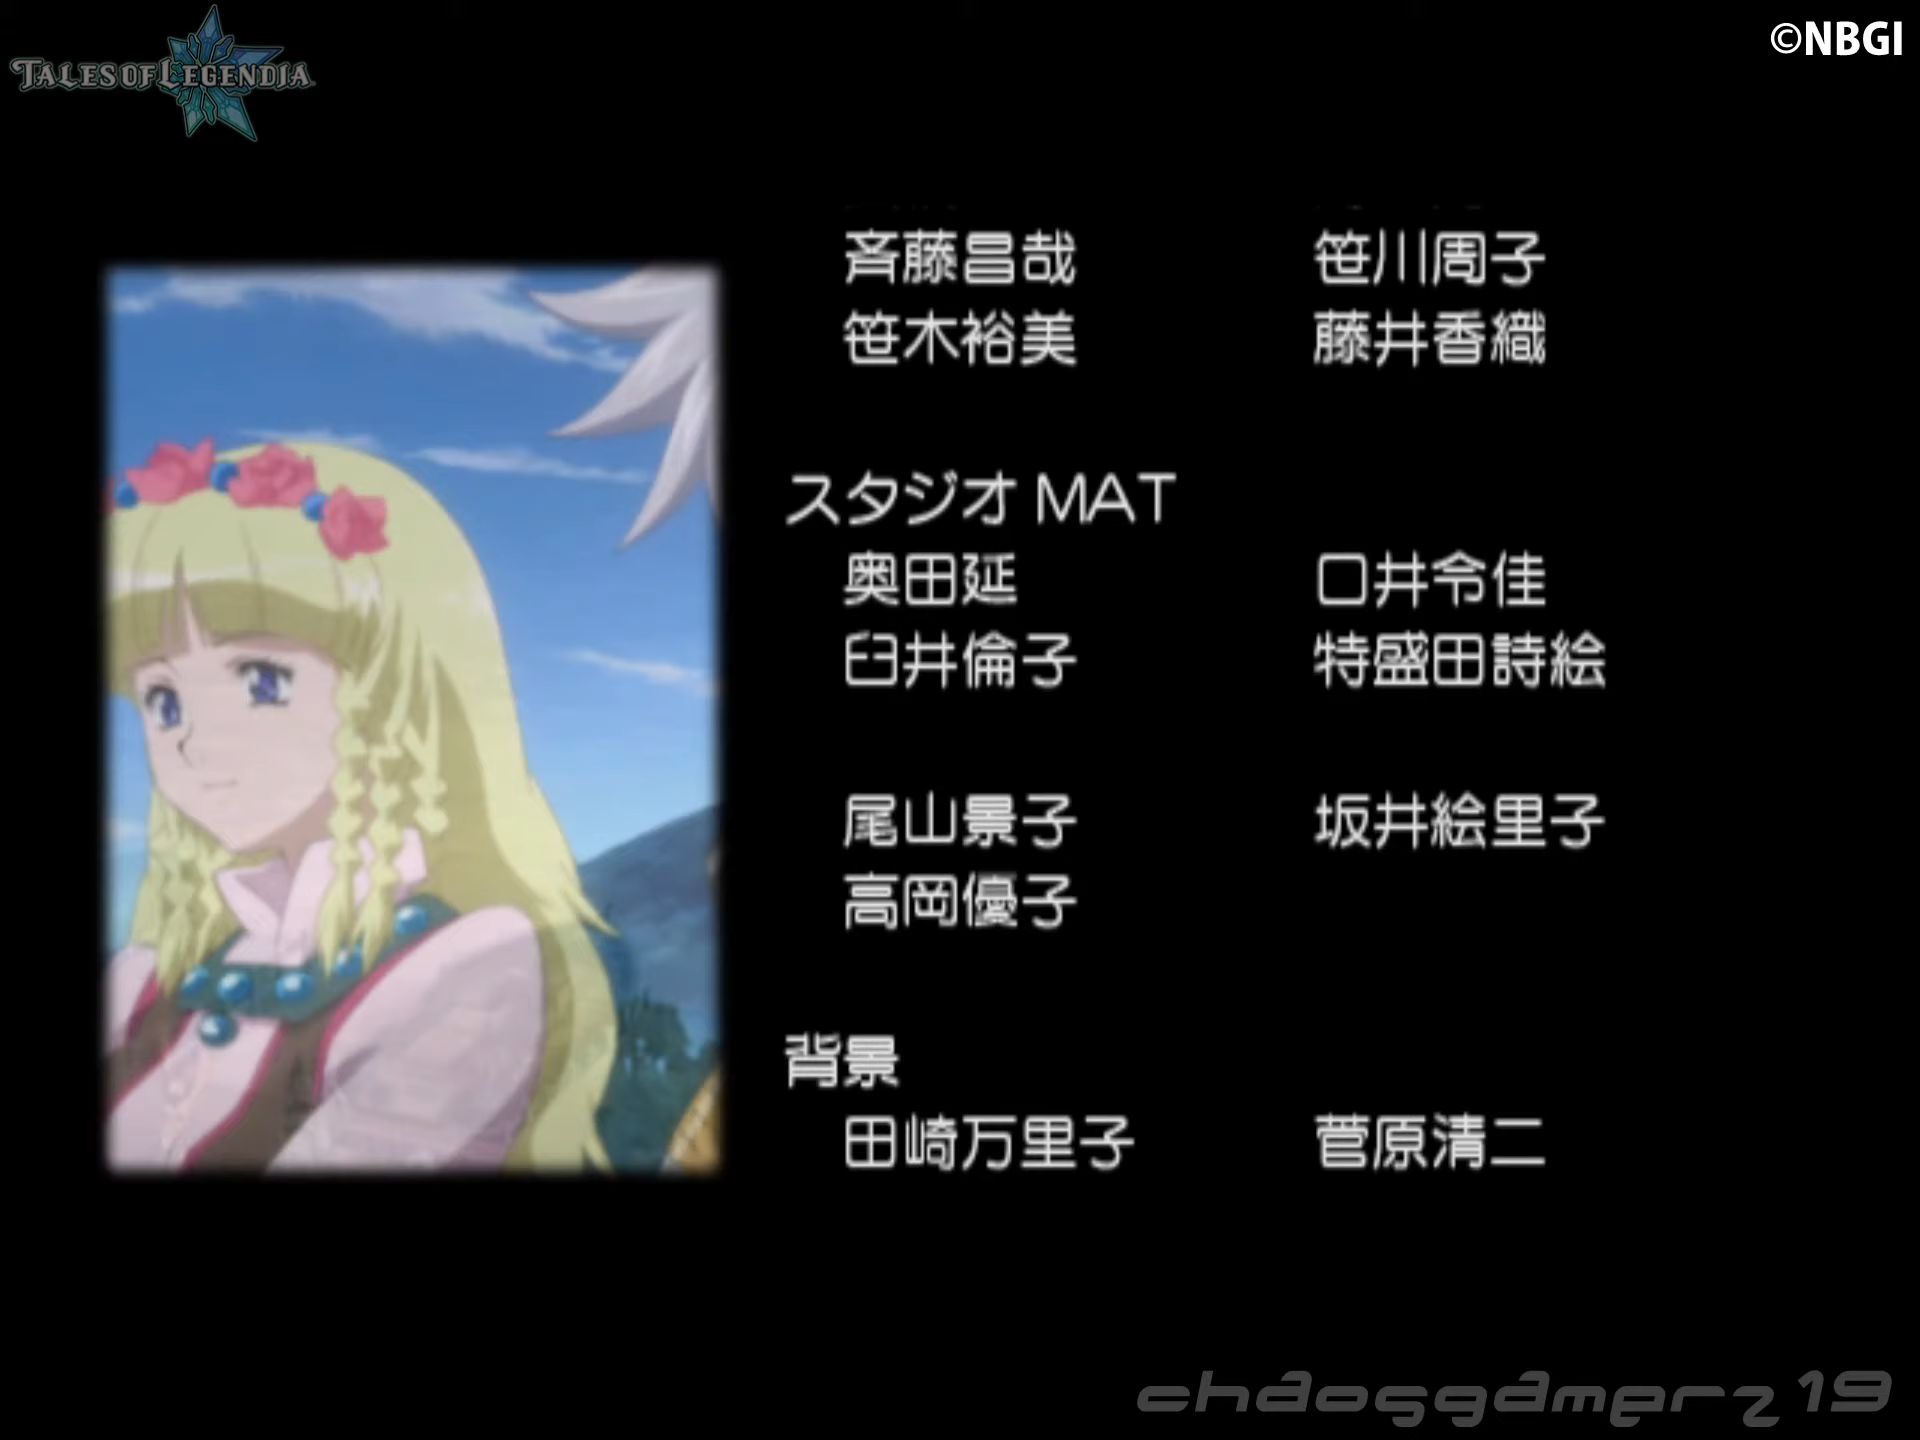 TALES OF LEGENDIA
©NBGI
斉藤昌哉 笹川周子
笹木裕美 藤井香織
スタジオMAT
奥田延 口井令佳
臼井倫子 特盛田詩絵
尾山景子 坂井絵里子
高岡優子
背景
田崎万里子 菅原清二
chaosgamerz19